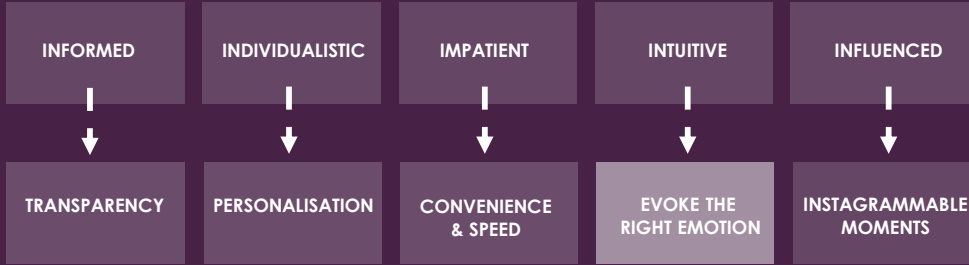 INFORMED
INDIVIDUALISTIC
IMPATIENT
INTUITIVE
INFLUENCED
TRANSPARENCY
PERSONALISATION
CONVENIENCE
& SPEED
EVOKE THE
RIGHT EMOTION
INSTAGRAMMABLE
MOMENTS